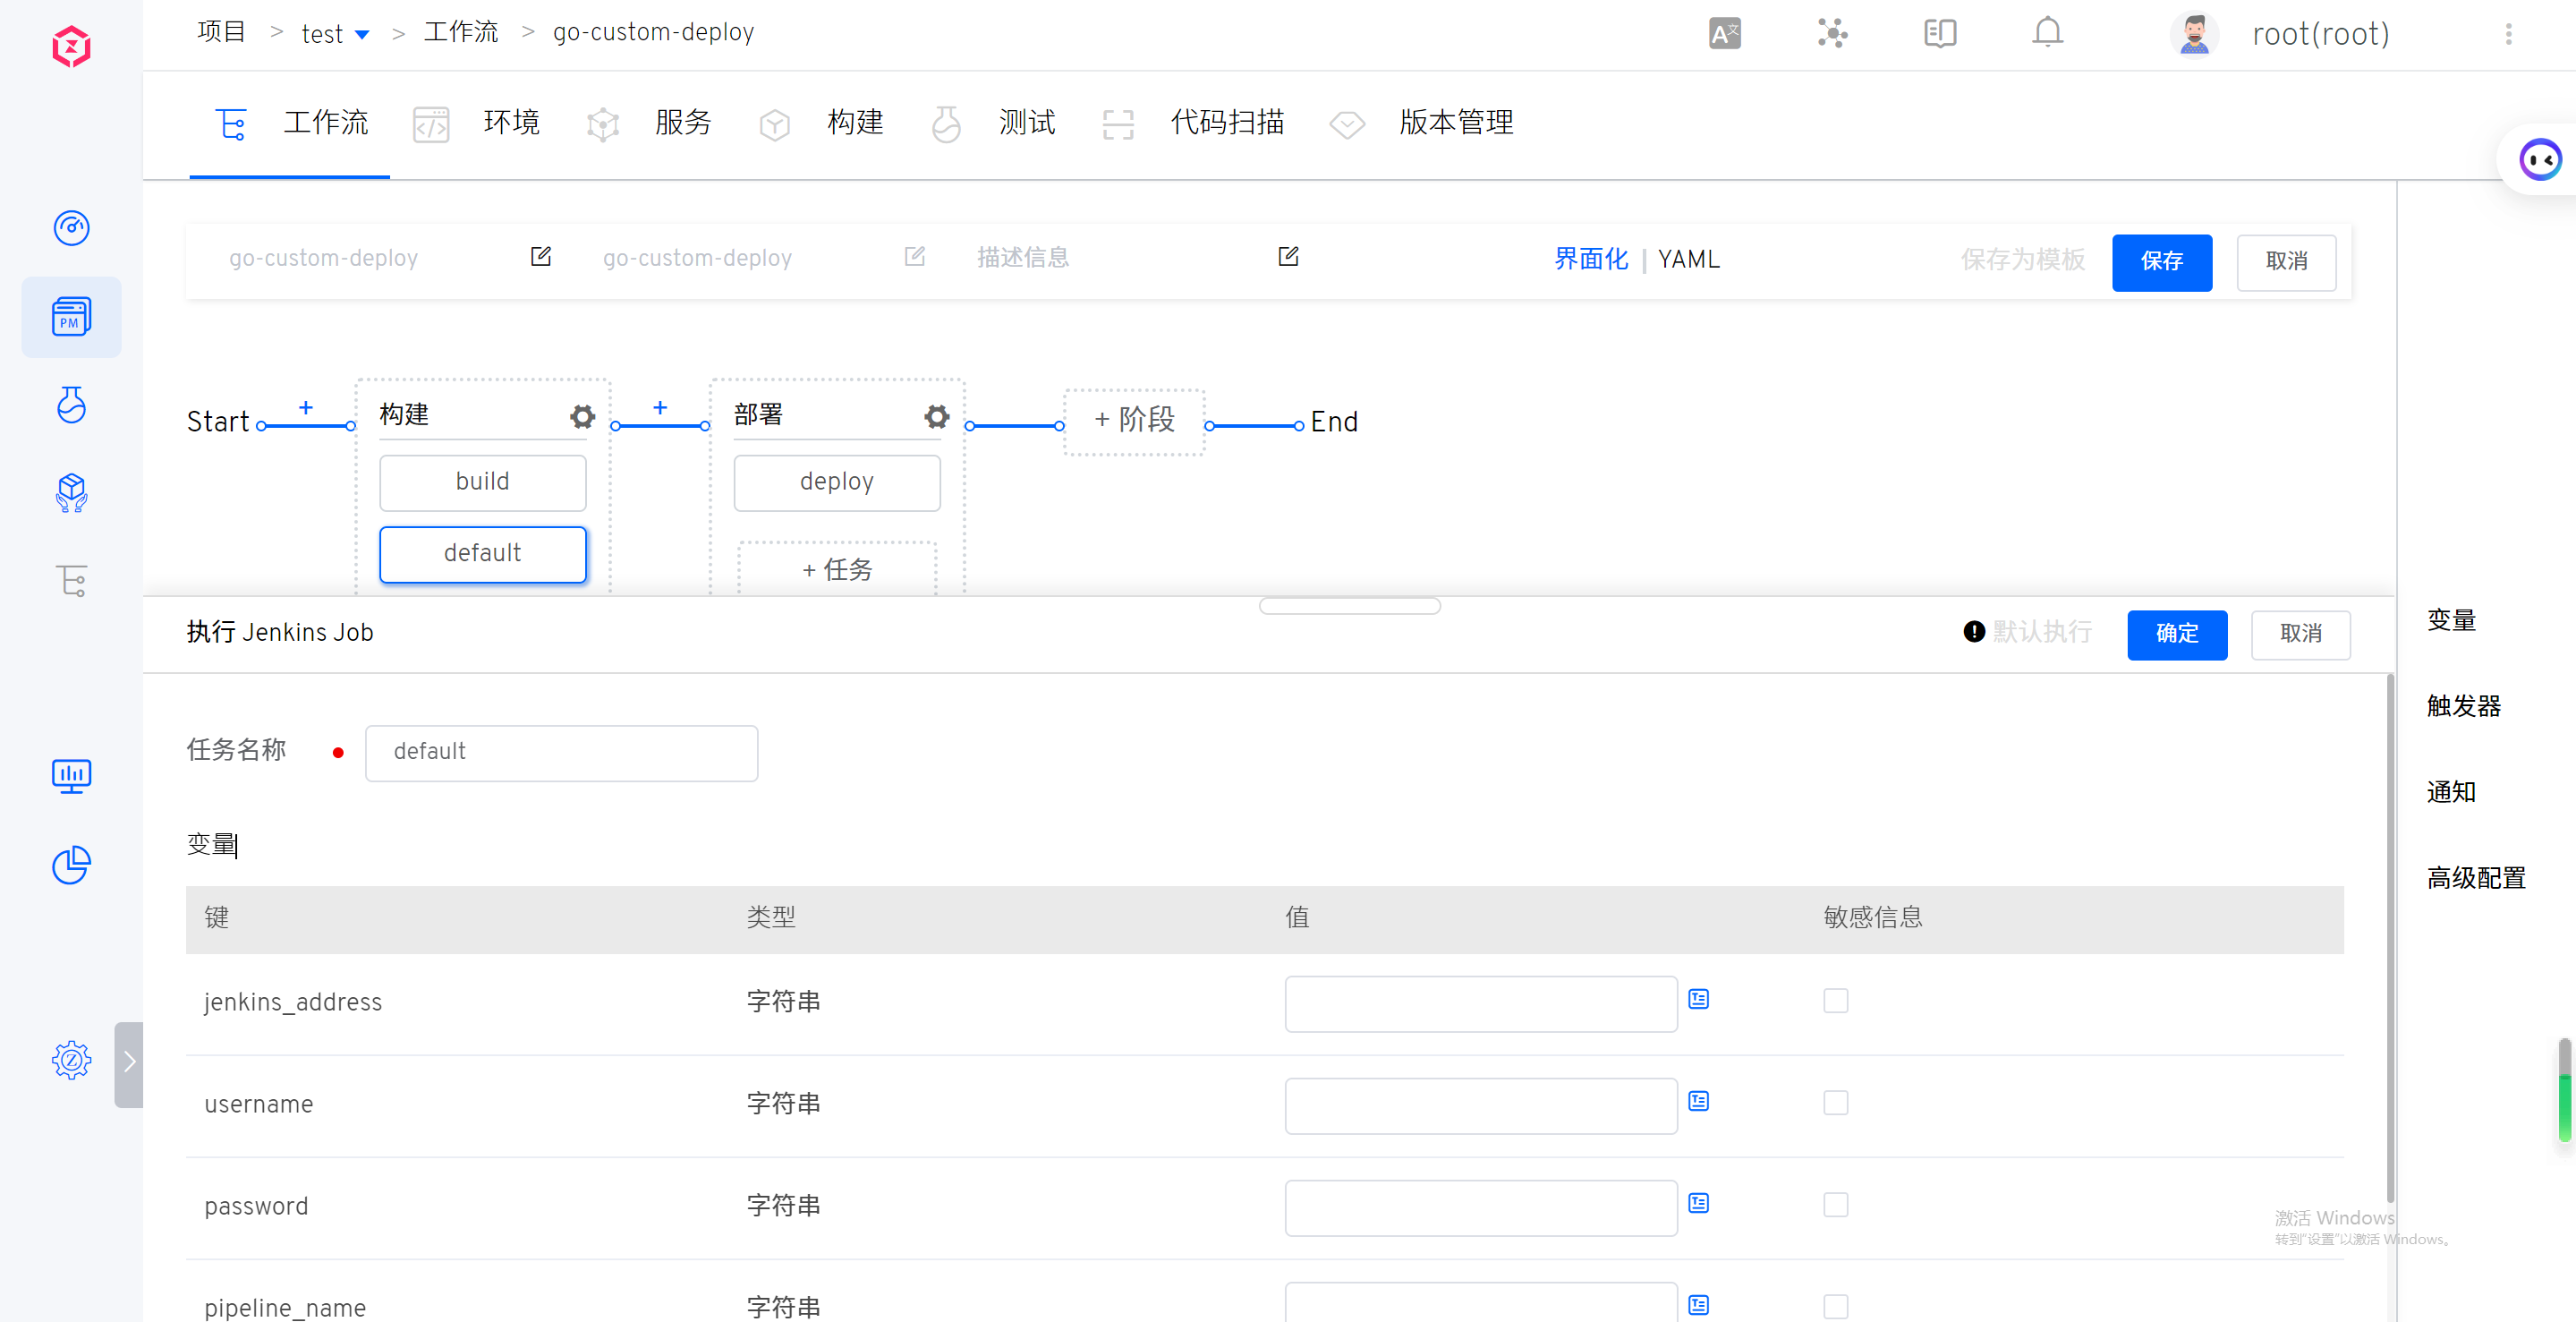 项目 > test > 工作流 > go-custom-deploy
root(root)
工作流 环境 服务 构建 测试 代码扫描 版本管理
PM
go-custom-deploy go-custom-deploy 描述信息 界面化 | YAML 保存为模板 保存 取消
Start + 构建 + 部署 + 阶段 End
build deploy
default + 任务
执行 Jenkins Job 默认执行 确定 取消
变量
触发器
通知
高级配置
任务名称 default
变量
键 类型 值 敏感信息
jenkins_address 字符串
username 字符串
password 字符串
pipeline_name 字符串
激活 Windows
转到"设置"以激活 Windows。